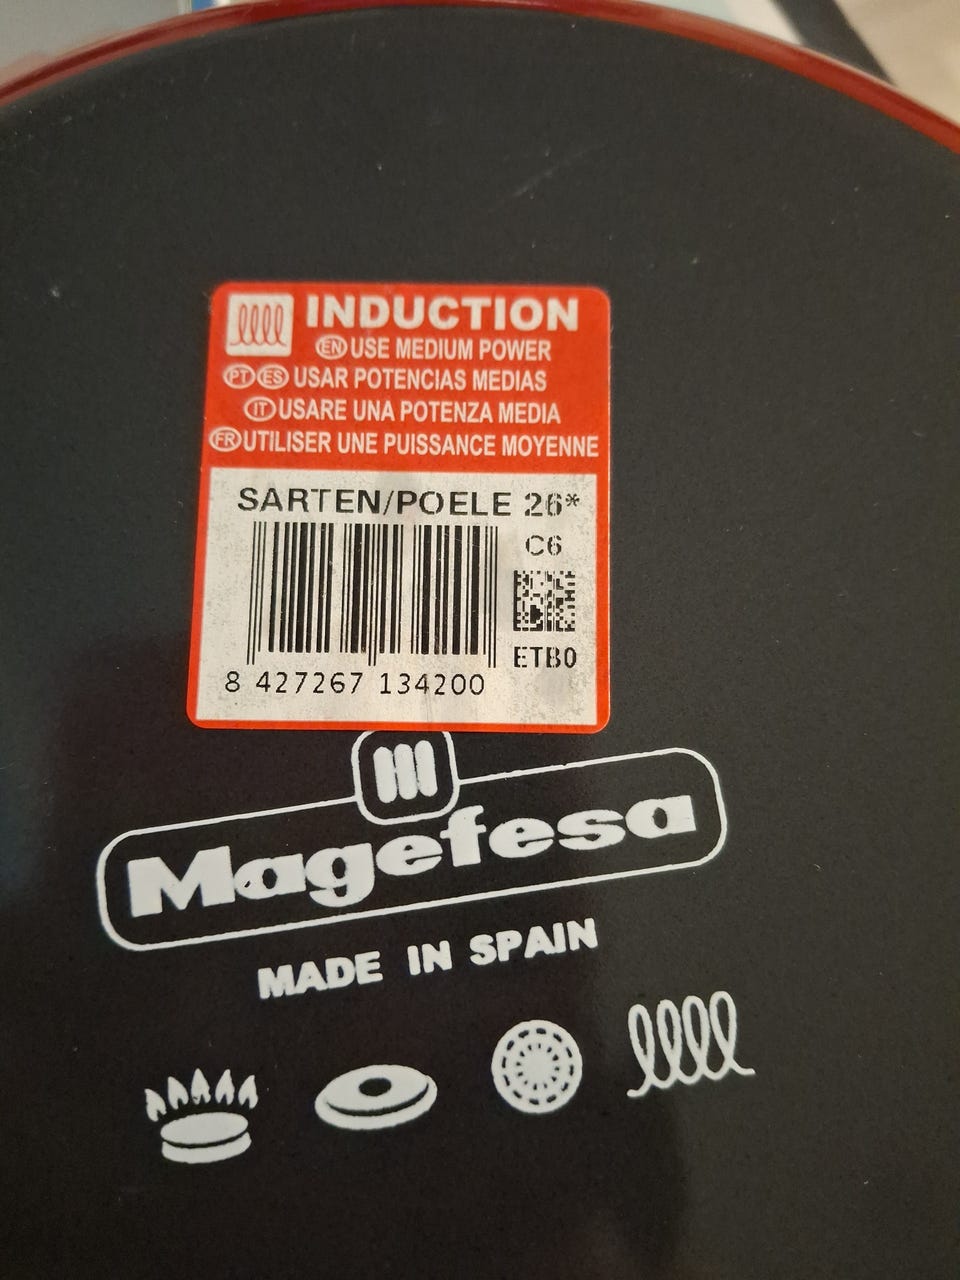 INDUCTION
EN USE MEDIUM POWER
PT ES USAR POTENCIAS MEDIAS
IT USARE UNA POTENZA MEDIA
FR UTILISER UNE PUISSANCE MOYENNE
SARTEN/POELE 26*
C6
ETB0
8 427267 134200
Magefesa
MADE IN SPAIN